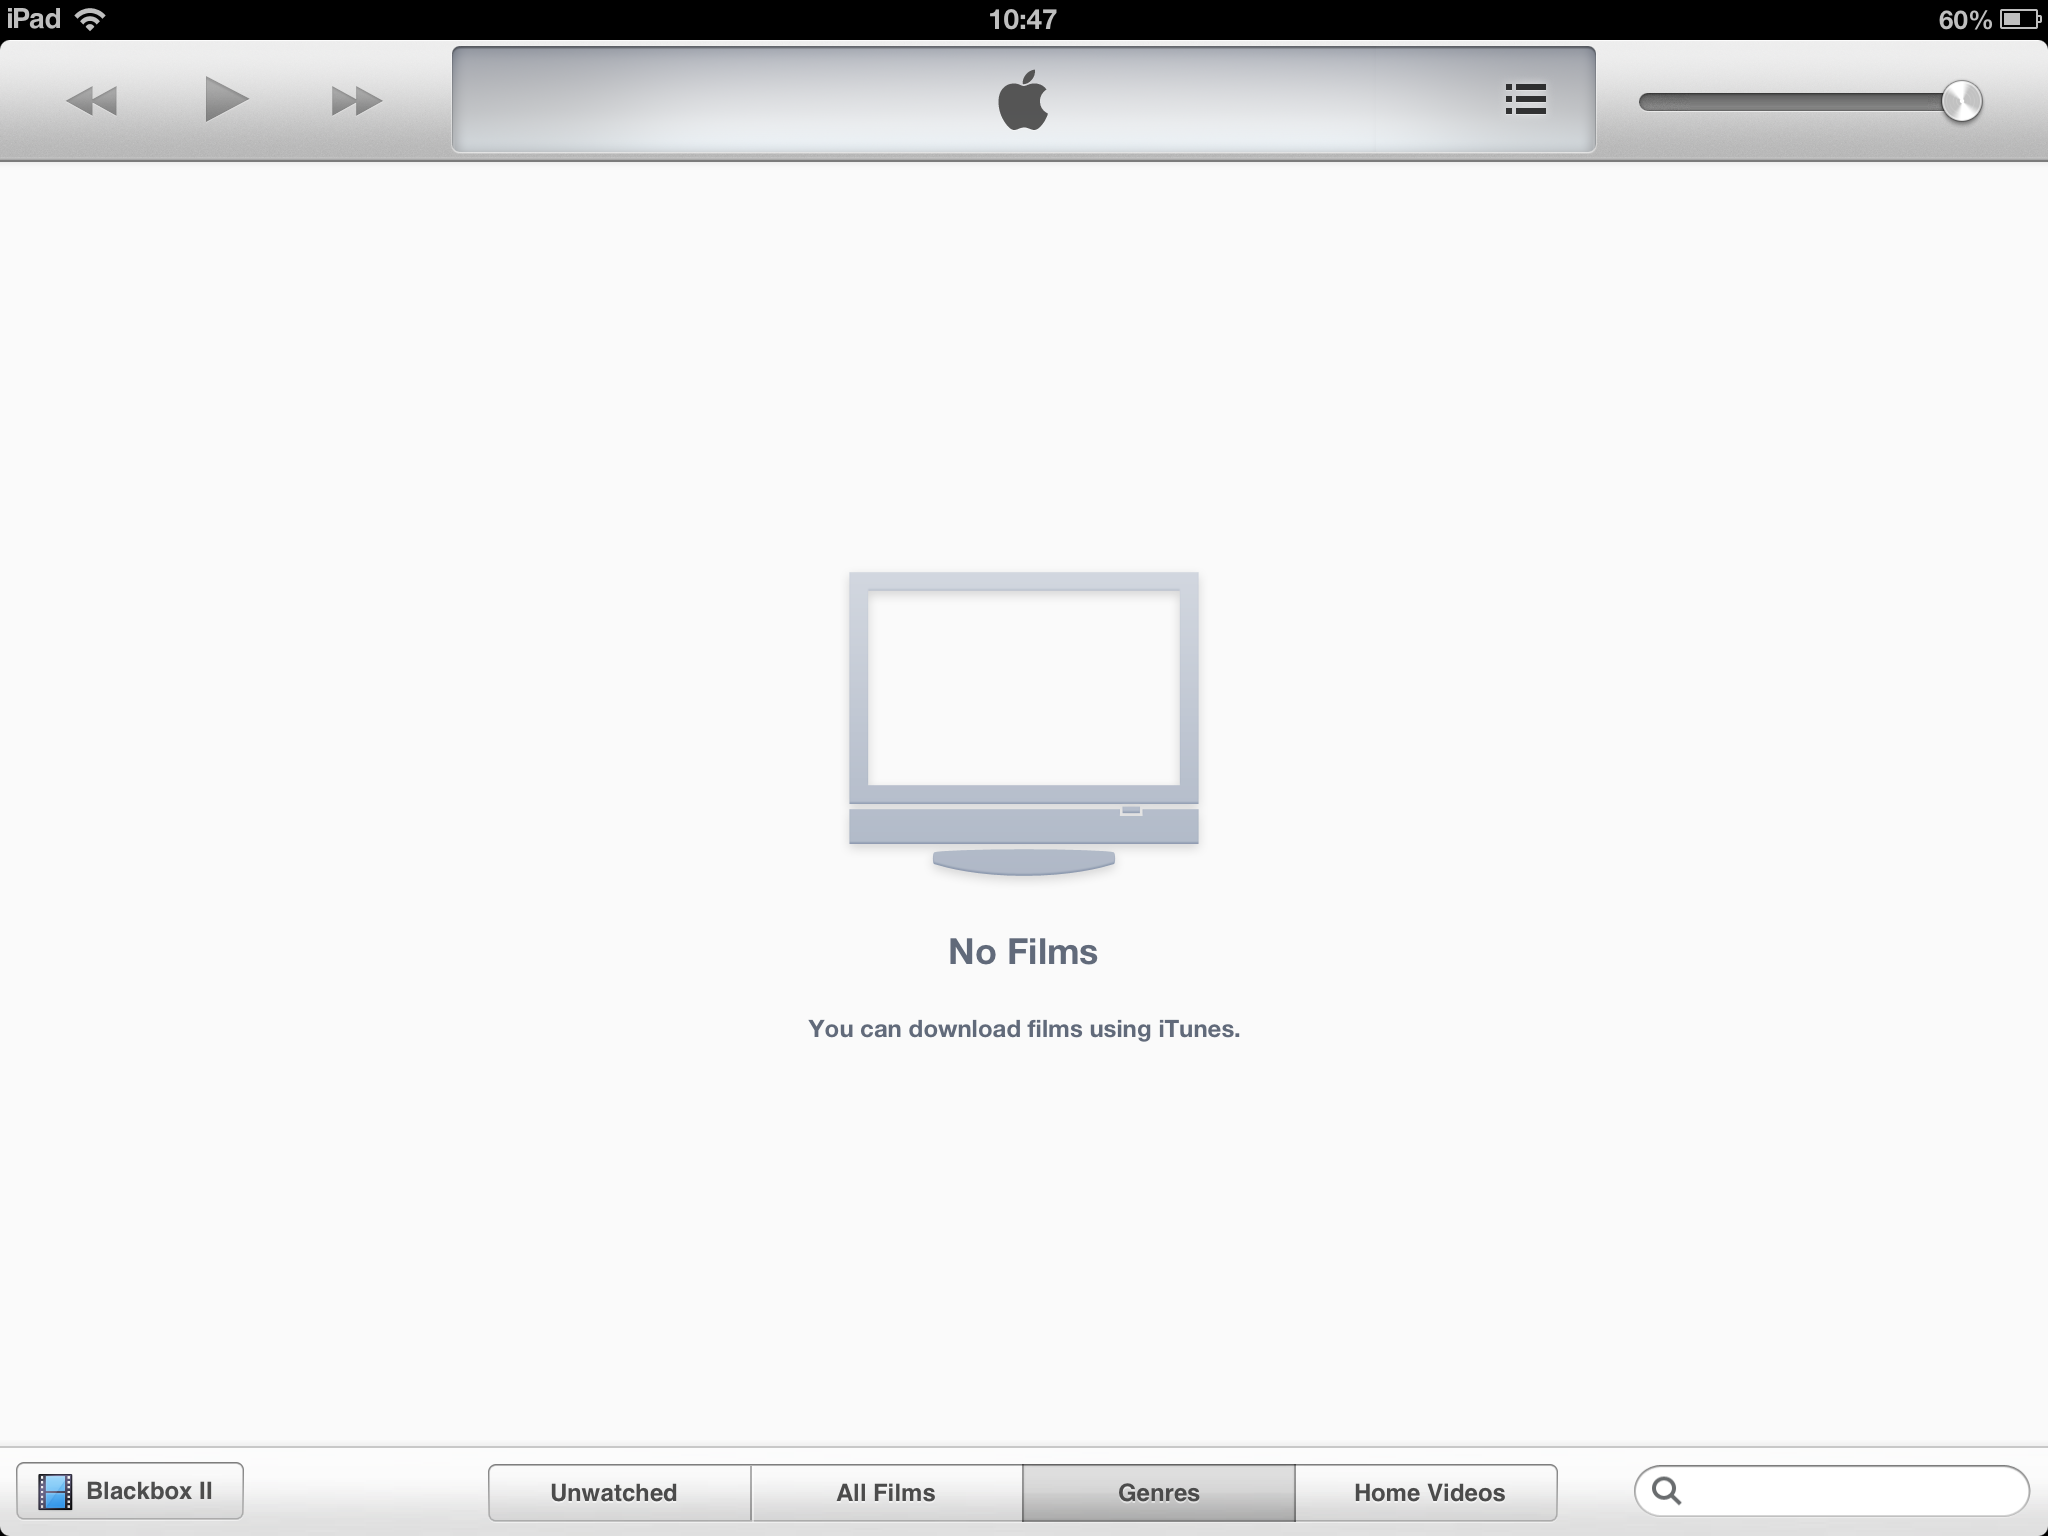 iPad
10:47
60%
No Films
You can download films using iTunes.
Blackbox II
Unwatched
All Films
Genres
Home Videos